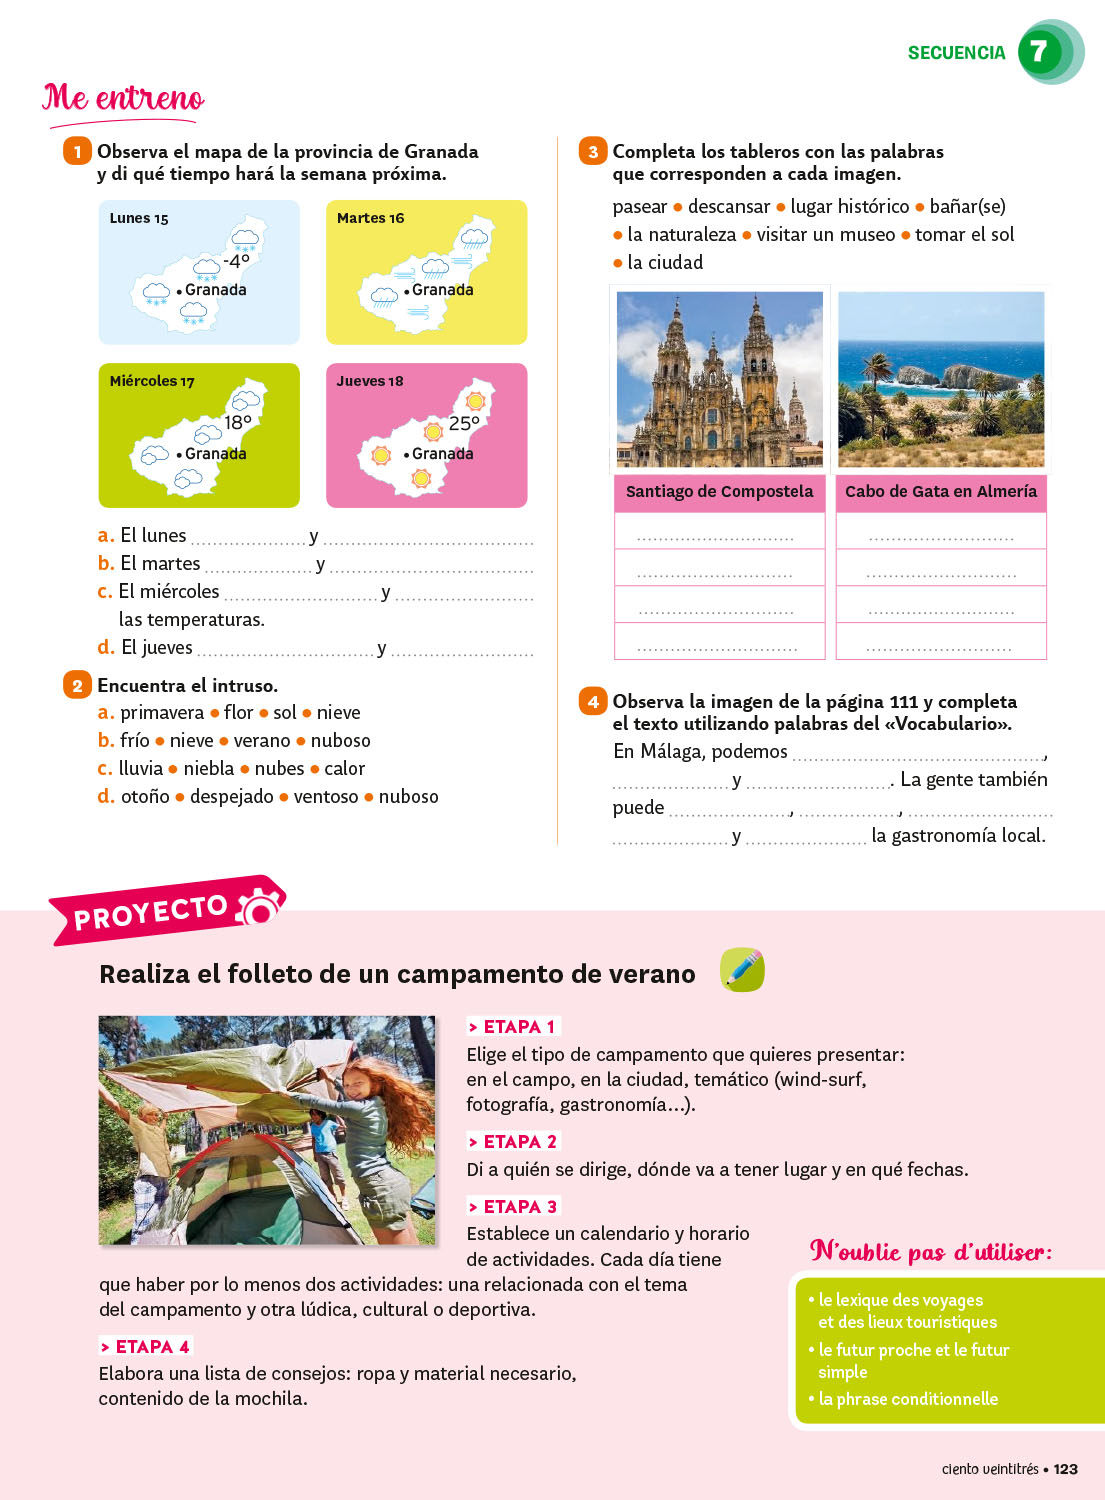 SECUENCIA 7
Me entreno
1 Observa el mapa de la provincia de Granada
y di qué tiempo hará la semana próxima.
Lunes 15
-4º
• Granada
Martes 16
• Granada
Miércoles 17
18º
• Granada
Jueves 18
25º
• Granada
a. El lunes .................... y ......................................
b. El martes .................... y ......................................
c. El miércoles ............................ y ..........................
las temperaturas.
d. El jueves ................................ y ..........................
2 Encuentra el intruso.
a. primavera • flor • sol • nieve
b. frío • nieve • verano • nuboso
c. lluvia • niebla • nubes • calor
d. otoño • despejado • ventoso • nuboso
3 Completa los tableros con las palabras
que corresponden a cada imagen.
pasear • descansar • lugar histórico • bañar(se)
• la naturaleza • visitar un museo • tomar el sol
• la ciudad
Santiago de Compostela
Cabo de Gata en Almería
............................ ...........................
............................ ...........................
............................ ...........................
............................ ...........................
4 Observa la imagen de la página 111 y completa
el texto utilizando palabras del «Vocabulario».
En Málaga, podemos ..............................................,
..................... y ........................... La gente también
puede ......................, .................., ...........................
..................... y ...................... la gastronomía local.
PROYECTO
Realiza el folleto de un campamento de verano
> ETAPA 1
Elige el tipo de campamento que quieres presentar:
en el campo, en la ciudad, temático (wind-surf,
fotografía, gastronomía...).
> ETAPA 2
Di a quién se dirige, dónde va a tener lugar y en qué fechas.
> ETAPA 3
Establece un calendario y horario
de actividades. Cada día tiene
que haber por lo menos dos actividades: una relacionada con el tema
del campamento y otra lúdica, cultural o deportiva.
> ETAPA 4
Elabora una lista de consejos: ropa y material necesario,
contenido de la mochila.
N'oublie pas d'utiliser:
• le lexique des voyages
et des lieux touristiques
• le futur proche et le futur
simple
• la phrase conditionnelle
ciento veintitrés • 123